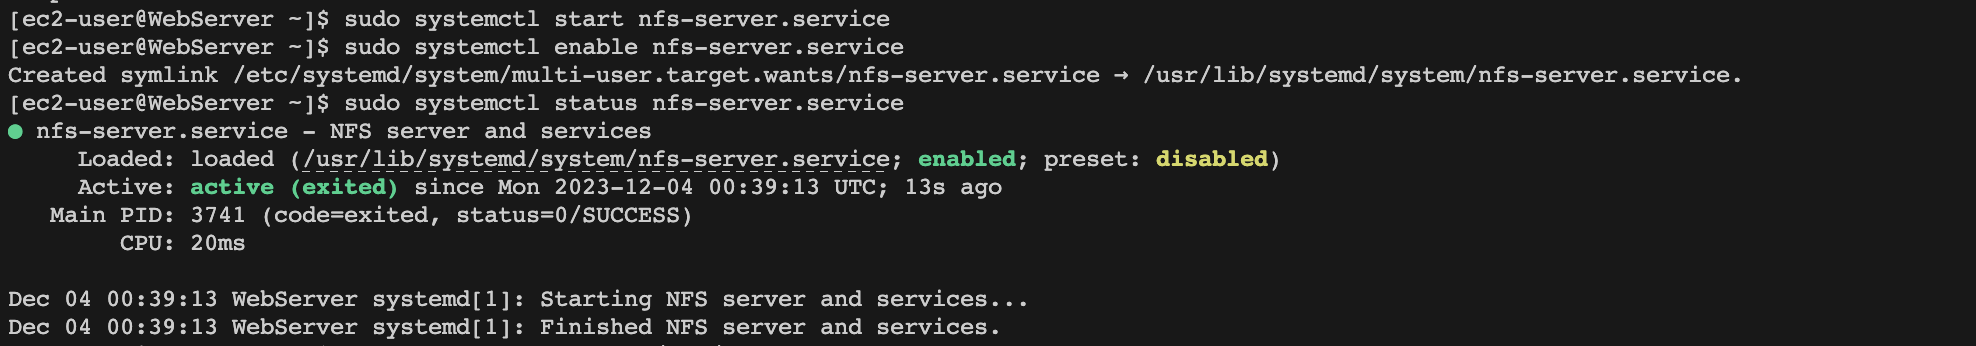 [ec2-user@WebServer ~]$ sudo systemctl start nfs-server.service
[ec2-user@WebServer ~]$ sudo systemctl enable nfs-server.service
Created symlink /etc/systemd/system/multi-user.target.wants/nfs-server.service → /usr/lib/systemd/system/nfs-server.service.
[ec2-user@WebServer ~]$ sudo systemctl status nfs-server.service
● nfs-server.service - NFS server and services
Loaded: loaded (/usr/lib/systemd/system/nfs-server.service; enabled; preset: disabled)
Active: active (exited) since Mon 2023-12-04 00:39:13 UTC; 13s ago
Main PID: 3741 (code=exited, status=0/SUCCESS)
CPU: 20ms
Dec 04 00:39:13 WebServer systemd[1]: Starting NFS server and services...
Dec 04 00:39:13 WebServer systemd[1]: Finished NFS server and services.